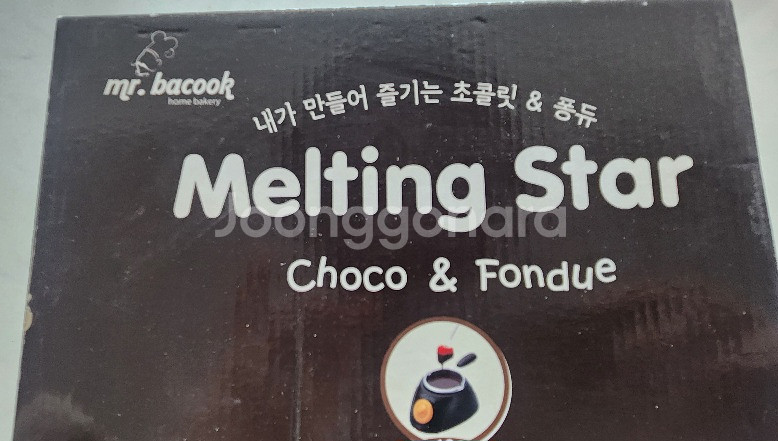 mr. bacook
home bakery
내가 만들어 즐기는 초콜릿 & 퐁듀
Melting Star
Joonggonara
Choco & Fondue